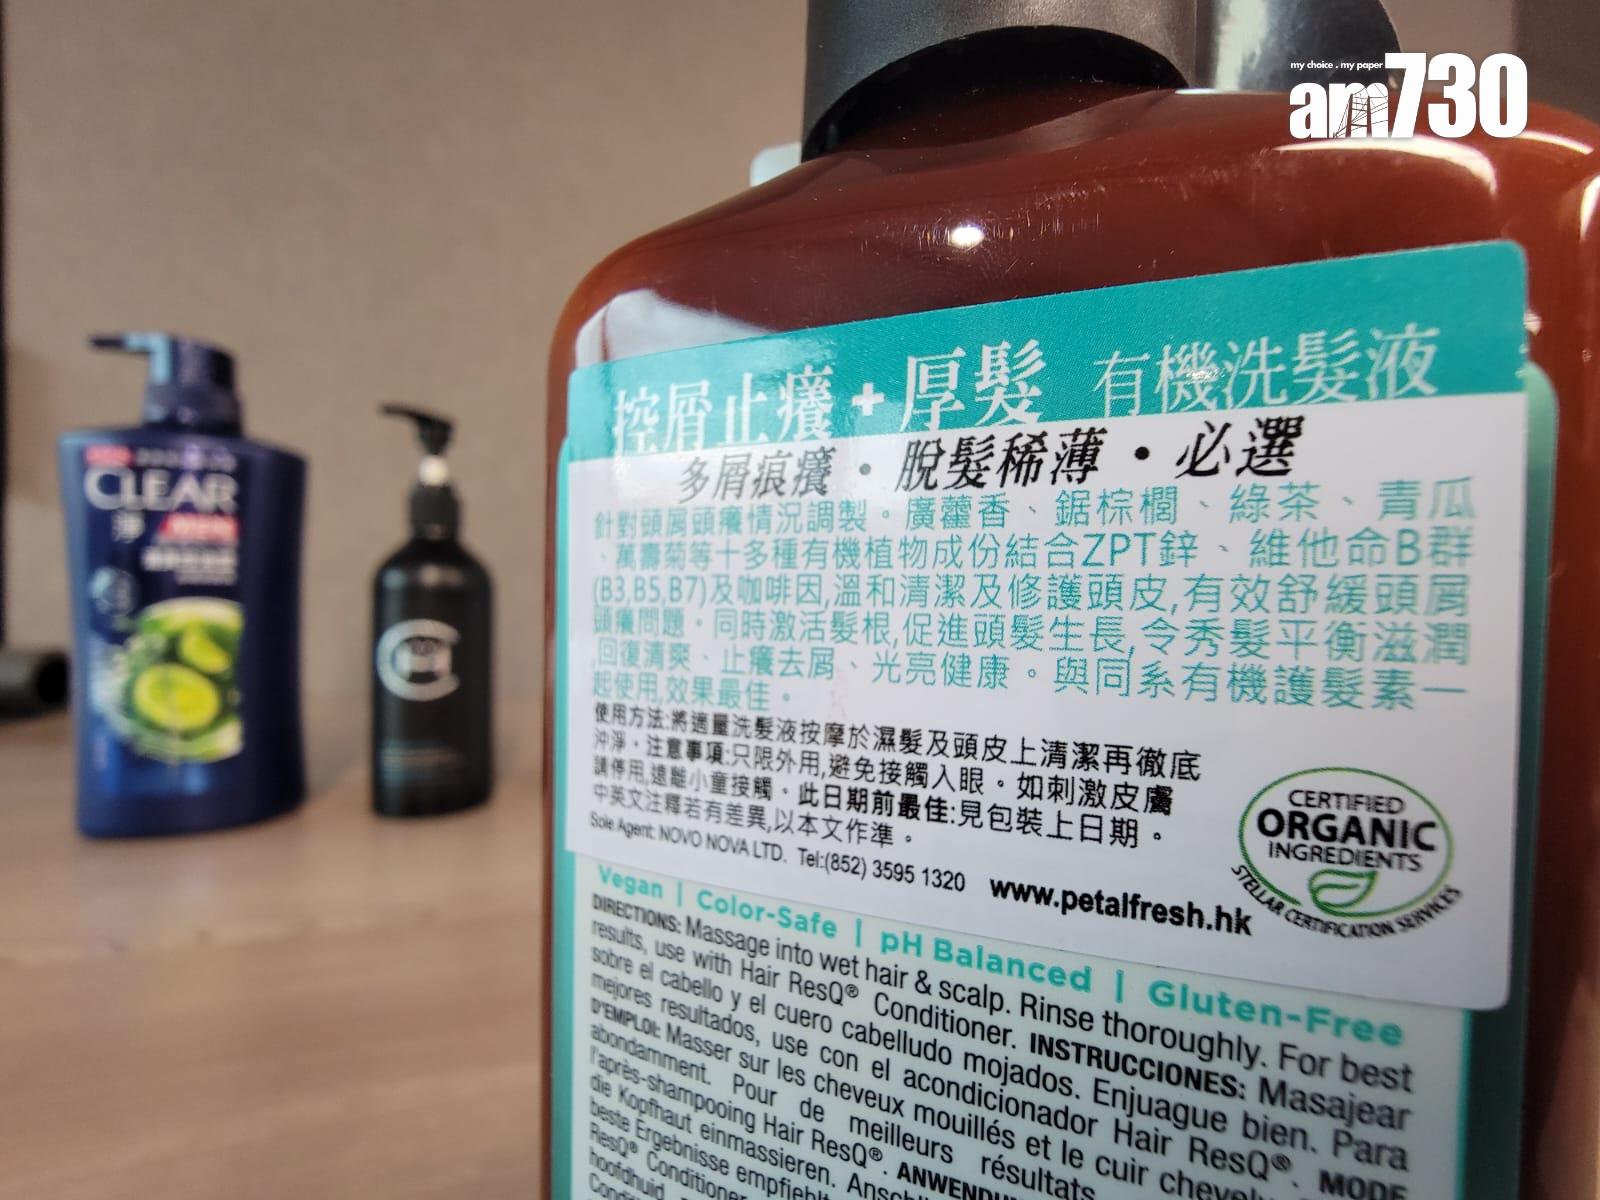 my choice . my paper
am730
控屑止癢+厚髮 有機洗髮液
多屑痕癢・脫髮稀薄・必選
針對頭屑頭癢情況調製。廣藿香、鋸棕櫚、綠茶、青瓜
、萬壽菊等十多種有機植物成份結合ZPT鋅、維他命B群
(B3,B5,B7)及咖啡因,溫和清潔及修護頭皮,有效舒緩頭屑
頭癢問題。同時激活髮根,促進頭髮生長,令秀髮平衡滋潤
,回復清爽、止癢去屑、光亮健康。與同系有機護髮素一
起使用,效果最佳。
使用方法:將適量洗髮液按摩於濕髮及頭皮上清潔再徹底
沖淨。注意事項:只限外用,避免接觸入眼。如刺激皮膚
請停用,遠離小童接觸。此日期前最佳:見包裝上日期。
中英文注釋若有差異,以本文作準。
Sole Agent: NOVO NOVA LTD. Tel:(852) 3595 1320 www.petalfresh.hk
CERTIFIED
ORGANIC
INGREDIENTS
STELLAR CERTIFICATION SERVICES
Vegan | Color-Safe | pH Balanced | Gluten-Free
DIRECTIONS: Massage into wet hair & scalp. Rinse thoroughly. For best
results, use with Hair ResQ® Conditioner. INSTRUCCIONES: Masajear
sobre el cabello y el cuero cabelludo mojados. Enjuague bien. Para
mejores resultados, use con el acondicionador Hair ResQ®. MODE
D'EMPLOI: Masser sur les cheveux mouillés et le cuir chevelu
abondamment. Pour de meilleurs résultats
l'après-shampooing Hair ResQ®. ANWENDUN
die Kopfhaut einmassieren. Anschl
beste Ergebnisse empfiehlt
ResQ® Conditioner
hoofdhuid
CLEAR
淨